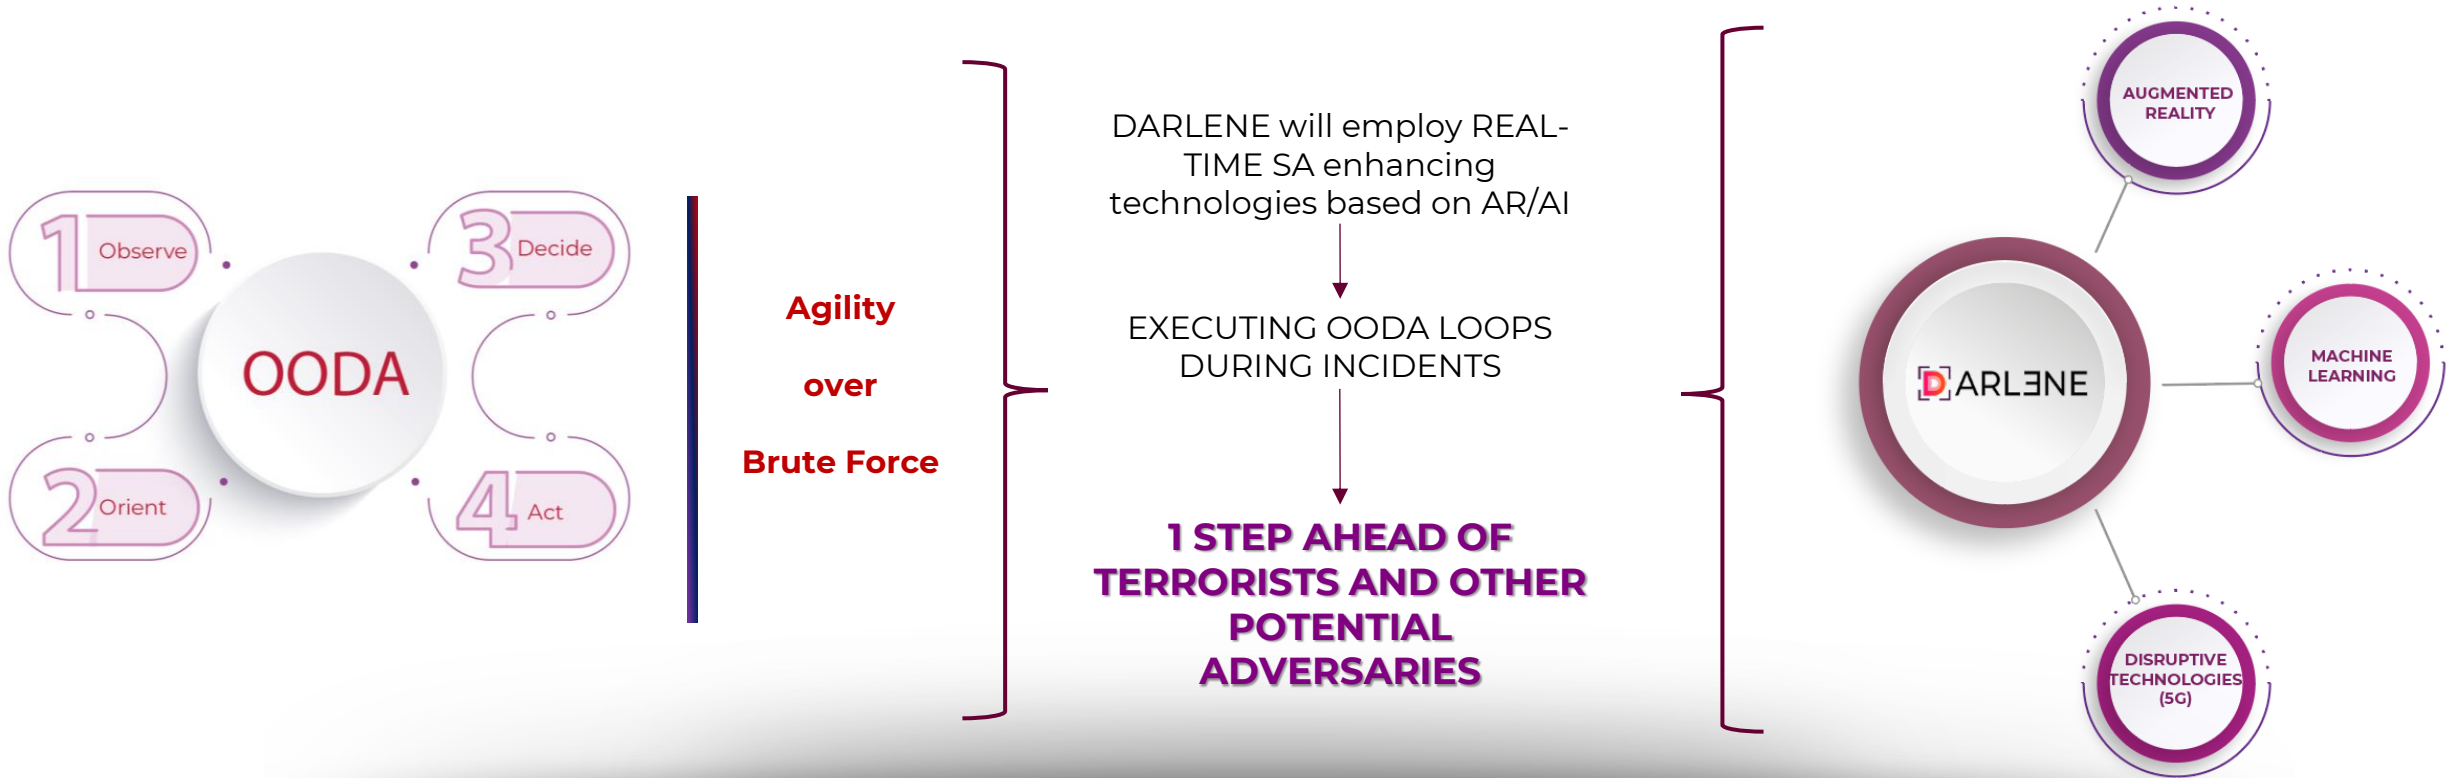 1 Observe
2 Orient
OODA
3 Decide
4 Act
Agility
over
Brute Force
DARLENE will employ REAL-
TIME SA enhancing
technologies based on AR/AI
EXECUTING OODA LOOPS
DURING INCIDENTS
1 STEP AHEAD OF
TERRORISTS AND OTHER
POTENTIAL
ADVERSARIES
DARLƎNE
AUGMENTED
REALITY
MACHINE
LEARNING
DISRUPTIVE
TECHNOLOGIES
(5G)